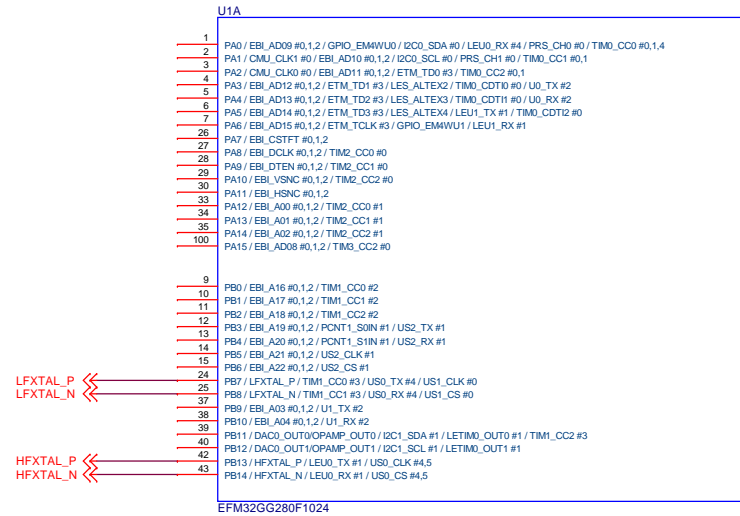 U1A
1 PA0 / EBI_AD09 #0,1,2 / GPIO_EM4WU0 / I2C0_SDA #0 / LEU0_RX #4 / PRS_CH0 #0 / TIM0_CC0 #0,1,4
2 PA1 / CMU_CLK1 #0 / EBI_AD10 #0,1,2 / I2C0_SCL #0 / PRS_CH1 #0 / TIM0_CC1 #0,1
3 PA2 / CMU_CLK0 #0 / EBI_AD11 #0,1,2 / ETM_TD0 #3 / TIM0_CC2 #0,1
4 PA3 / EBI_AD12 #0,1,2 / ETM_TD1 #3 / LES_ALTEX2 / TIM0_CDTI0 #0 / U0_TX #2
5 PA4 / EBI_AD13 #0,1,2 / ETM_TD2 #3 / LES_ALTEX3 / TIM0_CDTI1 #0 / U0_RX #2
6 PA5 / EBI_AD14 #0,1,2 / ETM_TD3 #3 / LES_ALTEX4 / LEU1_TX #1 / TIM0_CDTI2 #0
7 PA6 / EBI_AD15 #0,1,2 / ETM_TCLK #3 / GPIO_EM4WU1 / LEU1_RX #1
26 PA7 / EBI_CSTFT #0,1,2
27 PA8 / EBI_DCLK #0,1,2 / TIM2_CC0 #0
28 PA9 / EBI_DTEN #0,1,2 / TIM2_CC1 #0
29 PA10 / EBI_VSNC #0,1,2 / TIM2_CC2 #0
30 PA11 / EBI_HSNC #0,1,2
33 PA12 / EBI_A00 #0,1,2 / TIM2_CC0 #1
34 PA13 / EBI_A01 #0,1,2 / TIM2_CC1 #1
35 PA14 / EBI_A02 #0,1,2 / TIM2_CC2 #1
100 PA15 / EBI_AD08 #0,1,2 / TIM3_CC2 #0
9 PB0 / EBI_A16 #0,1,2 / TIM1_CC0 #2
10 PB1 / EBI_A17 #0,1,2 / TIM1_CC1 #2
11 PB2 / EBI_A18 #0,1,2 / TIM1_CC2 #2
12 PB3 / EBI_A19 #0,1,2 / PCNT1_S0IN #1 / US2_TX #1
13 PB4 / EBI_A20 #0,1,2 / PCNT1_S1IN #1 / US2_RX #1
14 PB5 / EBI_A21 #0,1,2 / US2_CLK #1
15 PB6 / EBI_A22 #0,1,2 / US2_CS #1
LFXTAL_P 24 PB7 / LFXTAL_P / TIM1_CC0 #3 / US0_TX #4 / US1_CLK #0
LFXTAL_N 25 PB8 / LFXTAL_N / TIM1_CC1 #3 / US0_RX #4 / US1_CS #0
37 PB9 / EBI_A03 #0,1,2 / U1_TX #2
38 PB10 / EBI_A04 #0,1,2 / U1_RX #2
39 PB11 / DAC0_OUT0/OPAMP_OUT0 / I2C1_SDA #1 / LETIM0_OUT0 #1 / TIM1_CC2 #3
40 PB12 / DAC0_OUT1/OPAMP_OUT1 / I2C1_SCL #1 / LETIM0_OUT1 #1
HFXTAL_P 42 PB13 / HFXTAL_P / LEU0_TX #1 / US0_CLK #4,5
HFXTAL_N 43 PB14 / HFXTAL_N / LEU0_RX #1 / US0_CS #4,5
EFM32GG280F1024